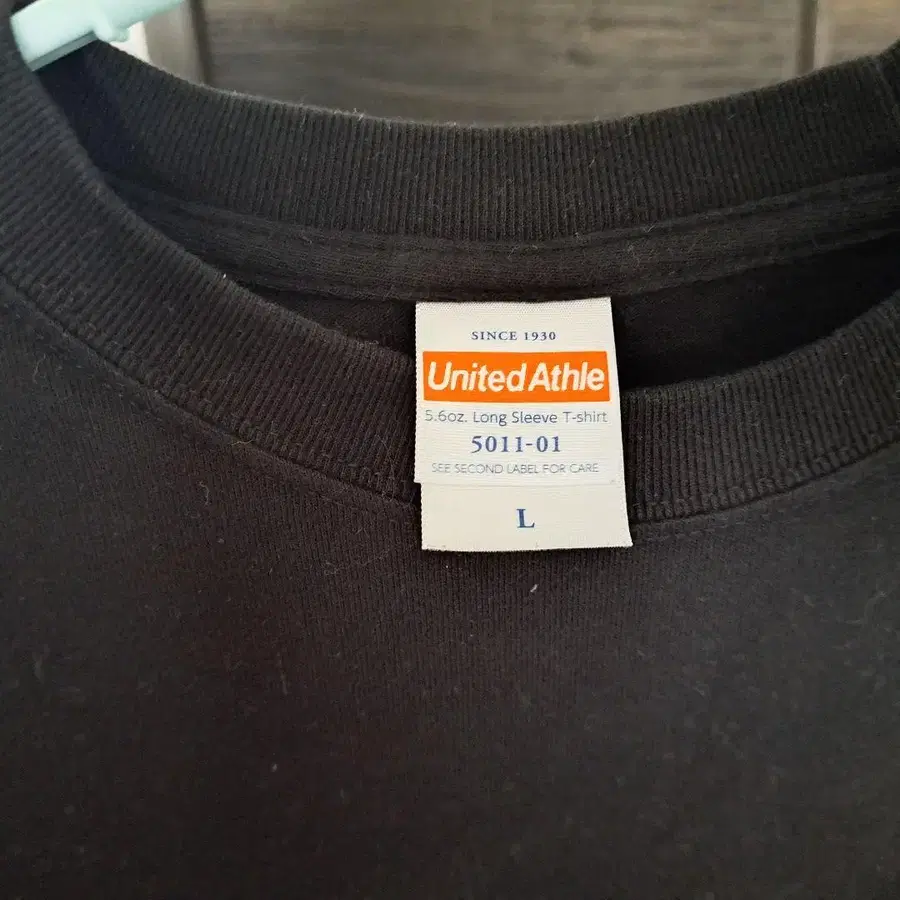 SINCE 1930
United Athle
5.6oz. Long Sleeve T-shirt
5011-01
SEE SECOND LABEL FOR CARE
L